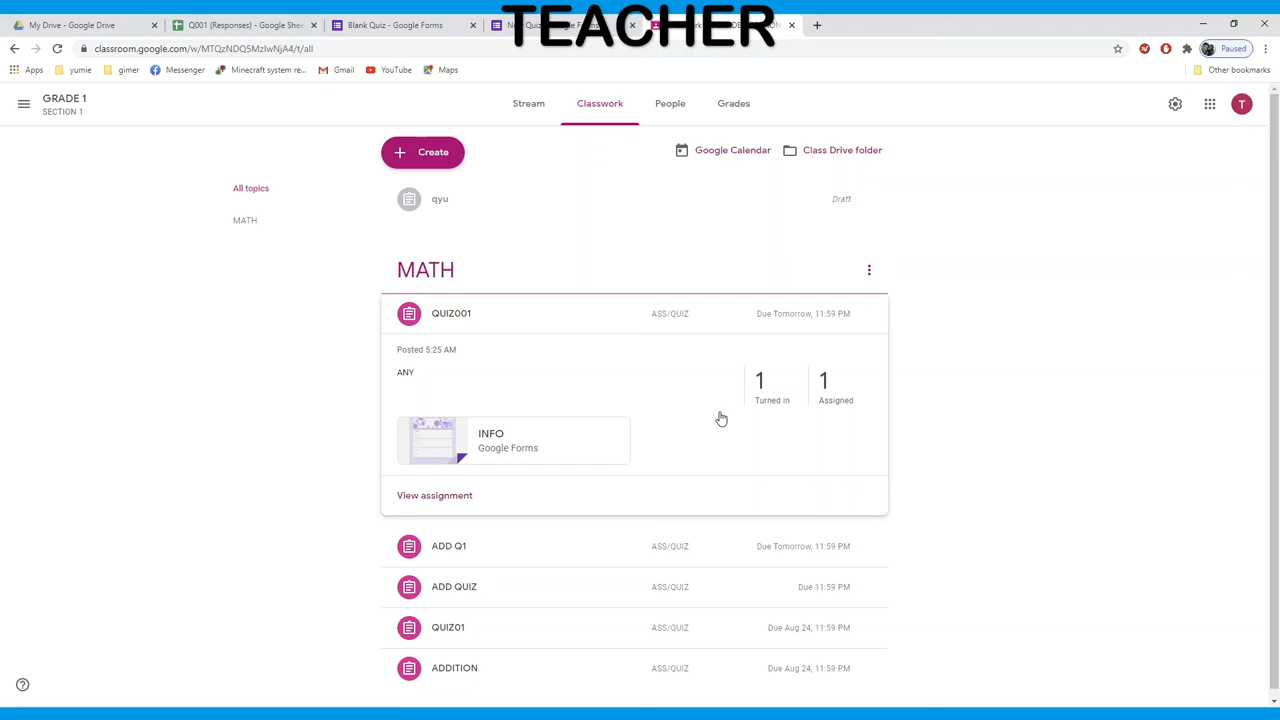 TEACHER
My Drive - Google Drive
Q001 (Responses) - Google She
Blank Quiz - Google Forms
classroom.google.com/w/MTQzNDQ5MzIwNjA4/t/all
Paused
Apps
yumie
gimer
Messenger
Minecraft system re...
Gmail
YouTube
Maps
Other bookmarks
GRADE 1
SECTION 1
Stream
Classwork
People
Grades
T
Create
Google Calendar
Class Drive folder
All topics
MATH
qyu
Draft
MATH
QUIZ001
ASS/QUIZ
Due Tomorrow, 11:59 PM
Posted 5:25 AM
ANY
1
Turned in
1
Assigned
INFO
Google Forms
View assignment
ADD Q1
ASS/QUIZ
Due Tomorrow, 11:59 PM
ADD QUIZ
ASS/QUIZ
Due 11:59 PM
QUIZ01
ASS/QUIZ
Due Aug 24, 11:59 PM
ADDITION
ASS/QUIZ
Due Aug 24, 11:59 PM